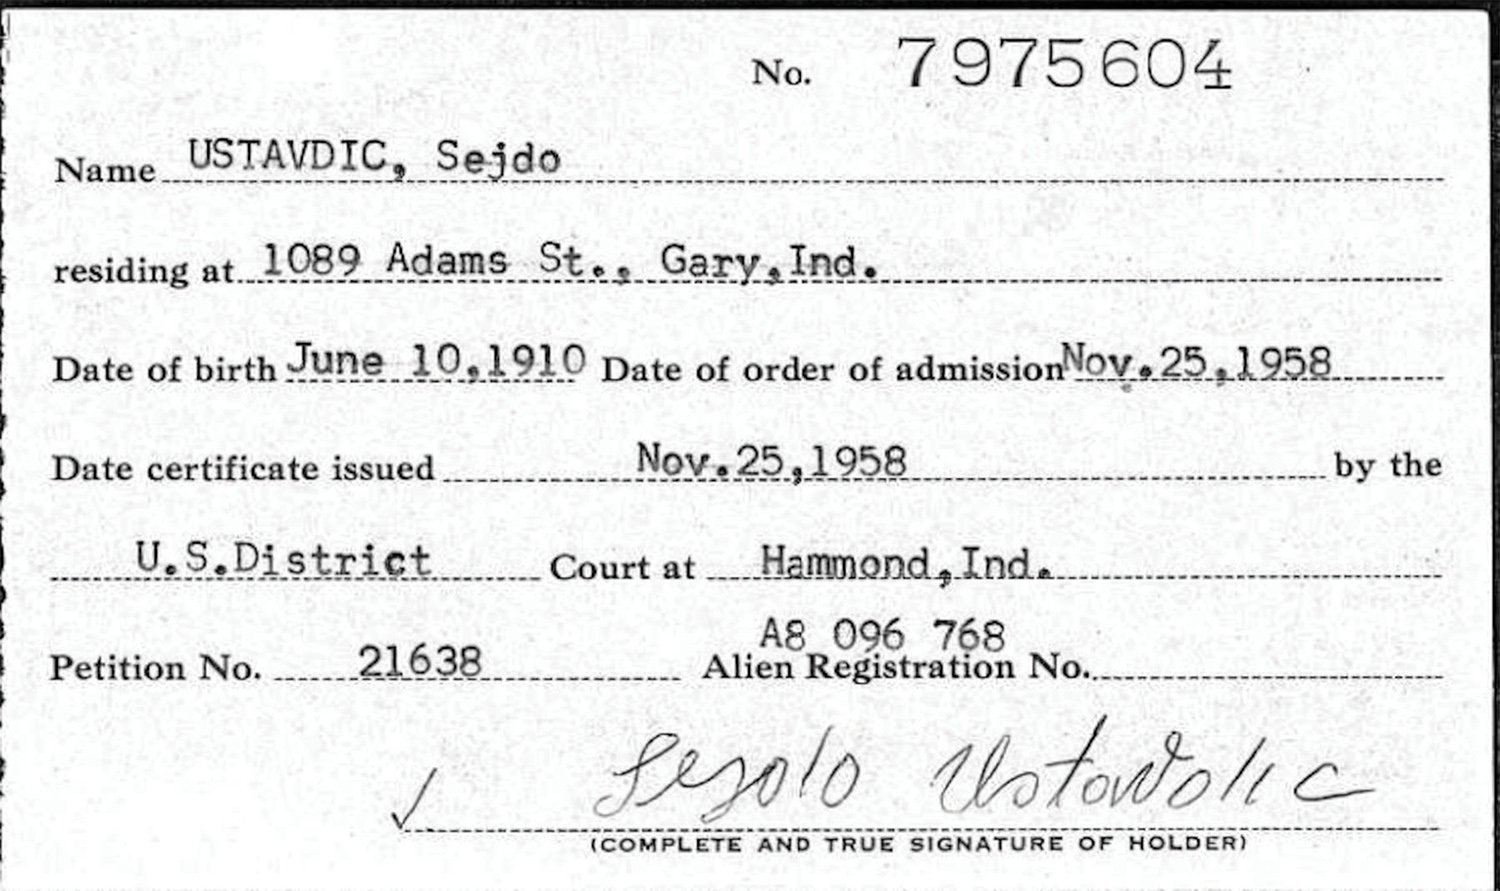 No. 7975604
Name USTAVDIC, Sejdo
residing at 1089 Adams St., Gary,Ind.
Date of birth June 10,1910 Date of order of admission Nov.25,1958
Date certificate issued Nov.25,1958 by the
U.S.District Court at Hammond,Ind.
A8 096 768
Petition No. 21638 Alien Registration No.
Sejdo Ustavdic
(COMPLETE AND TRUE SIGNATURE OF HOLDER)